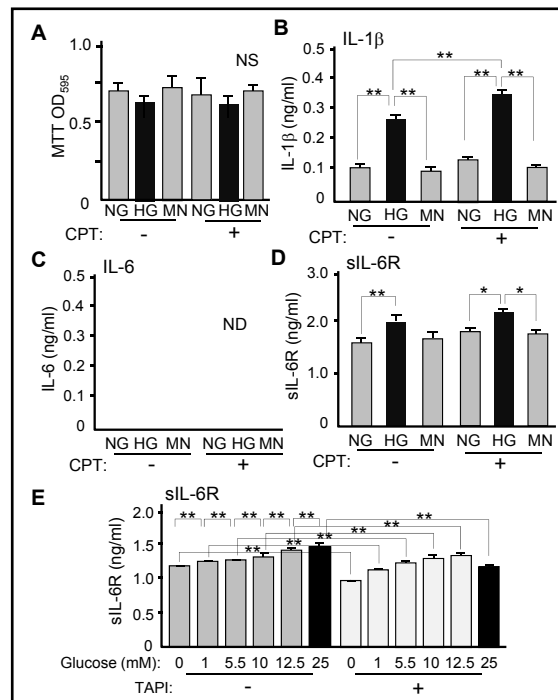 A
NS
MTT OD595
1.0
0.5
0
NG HG MN NG HG MN
CPT: - +
B
IL-1β
**
** ** ** **
IL-1β (ng/ml)
0.5
0.4
0.3
0.2
0.1
0
NG HG MN NG HG MN
CPT: - +
C
IL-6
ND
IL-6 (ng/ml)
0.5
0.4
0.3
0.2
0.1
0
NG HG MN NG HG MN
CPT: - +
D
sIL-6R
** * *
sIL-6R (ng/ml)
3.0
2.0
1.0
0
NG HG MN NG HG MN
CPT: - +
E
sIL-6R
** ** ** ** ** **
**
**
**
** **
**
sIL-6R (ng/ml)
2.0
1.5
1.0
0.5
0
Glucose (mM): 0 1 5.5 10 12.5 25 0 1 5.5 10 12.5 25
TAPI: - +